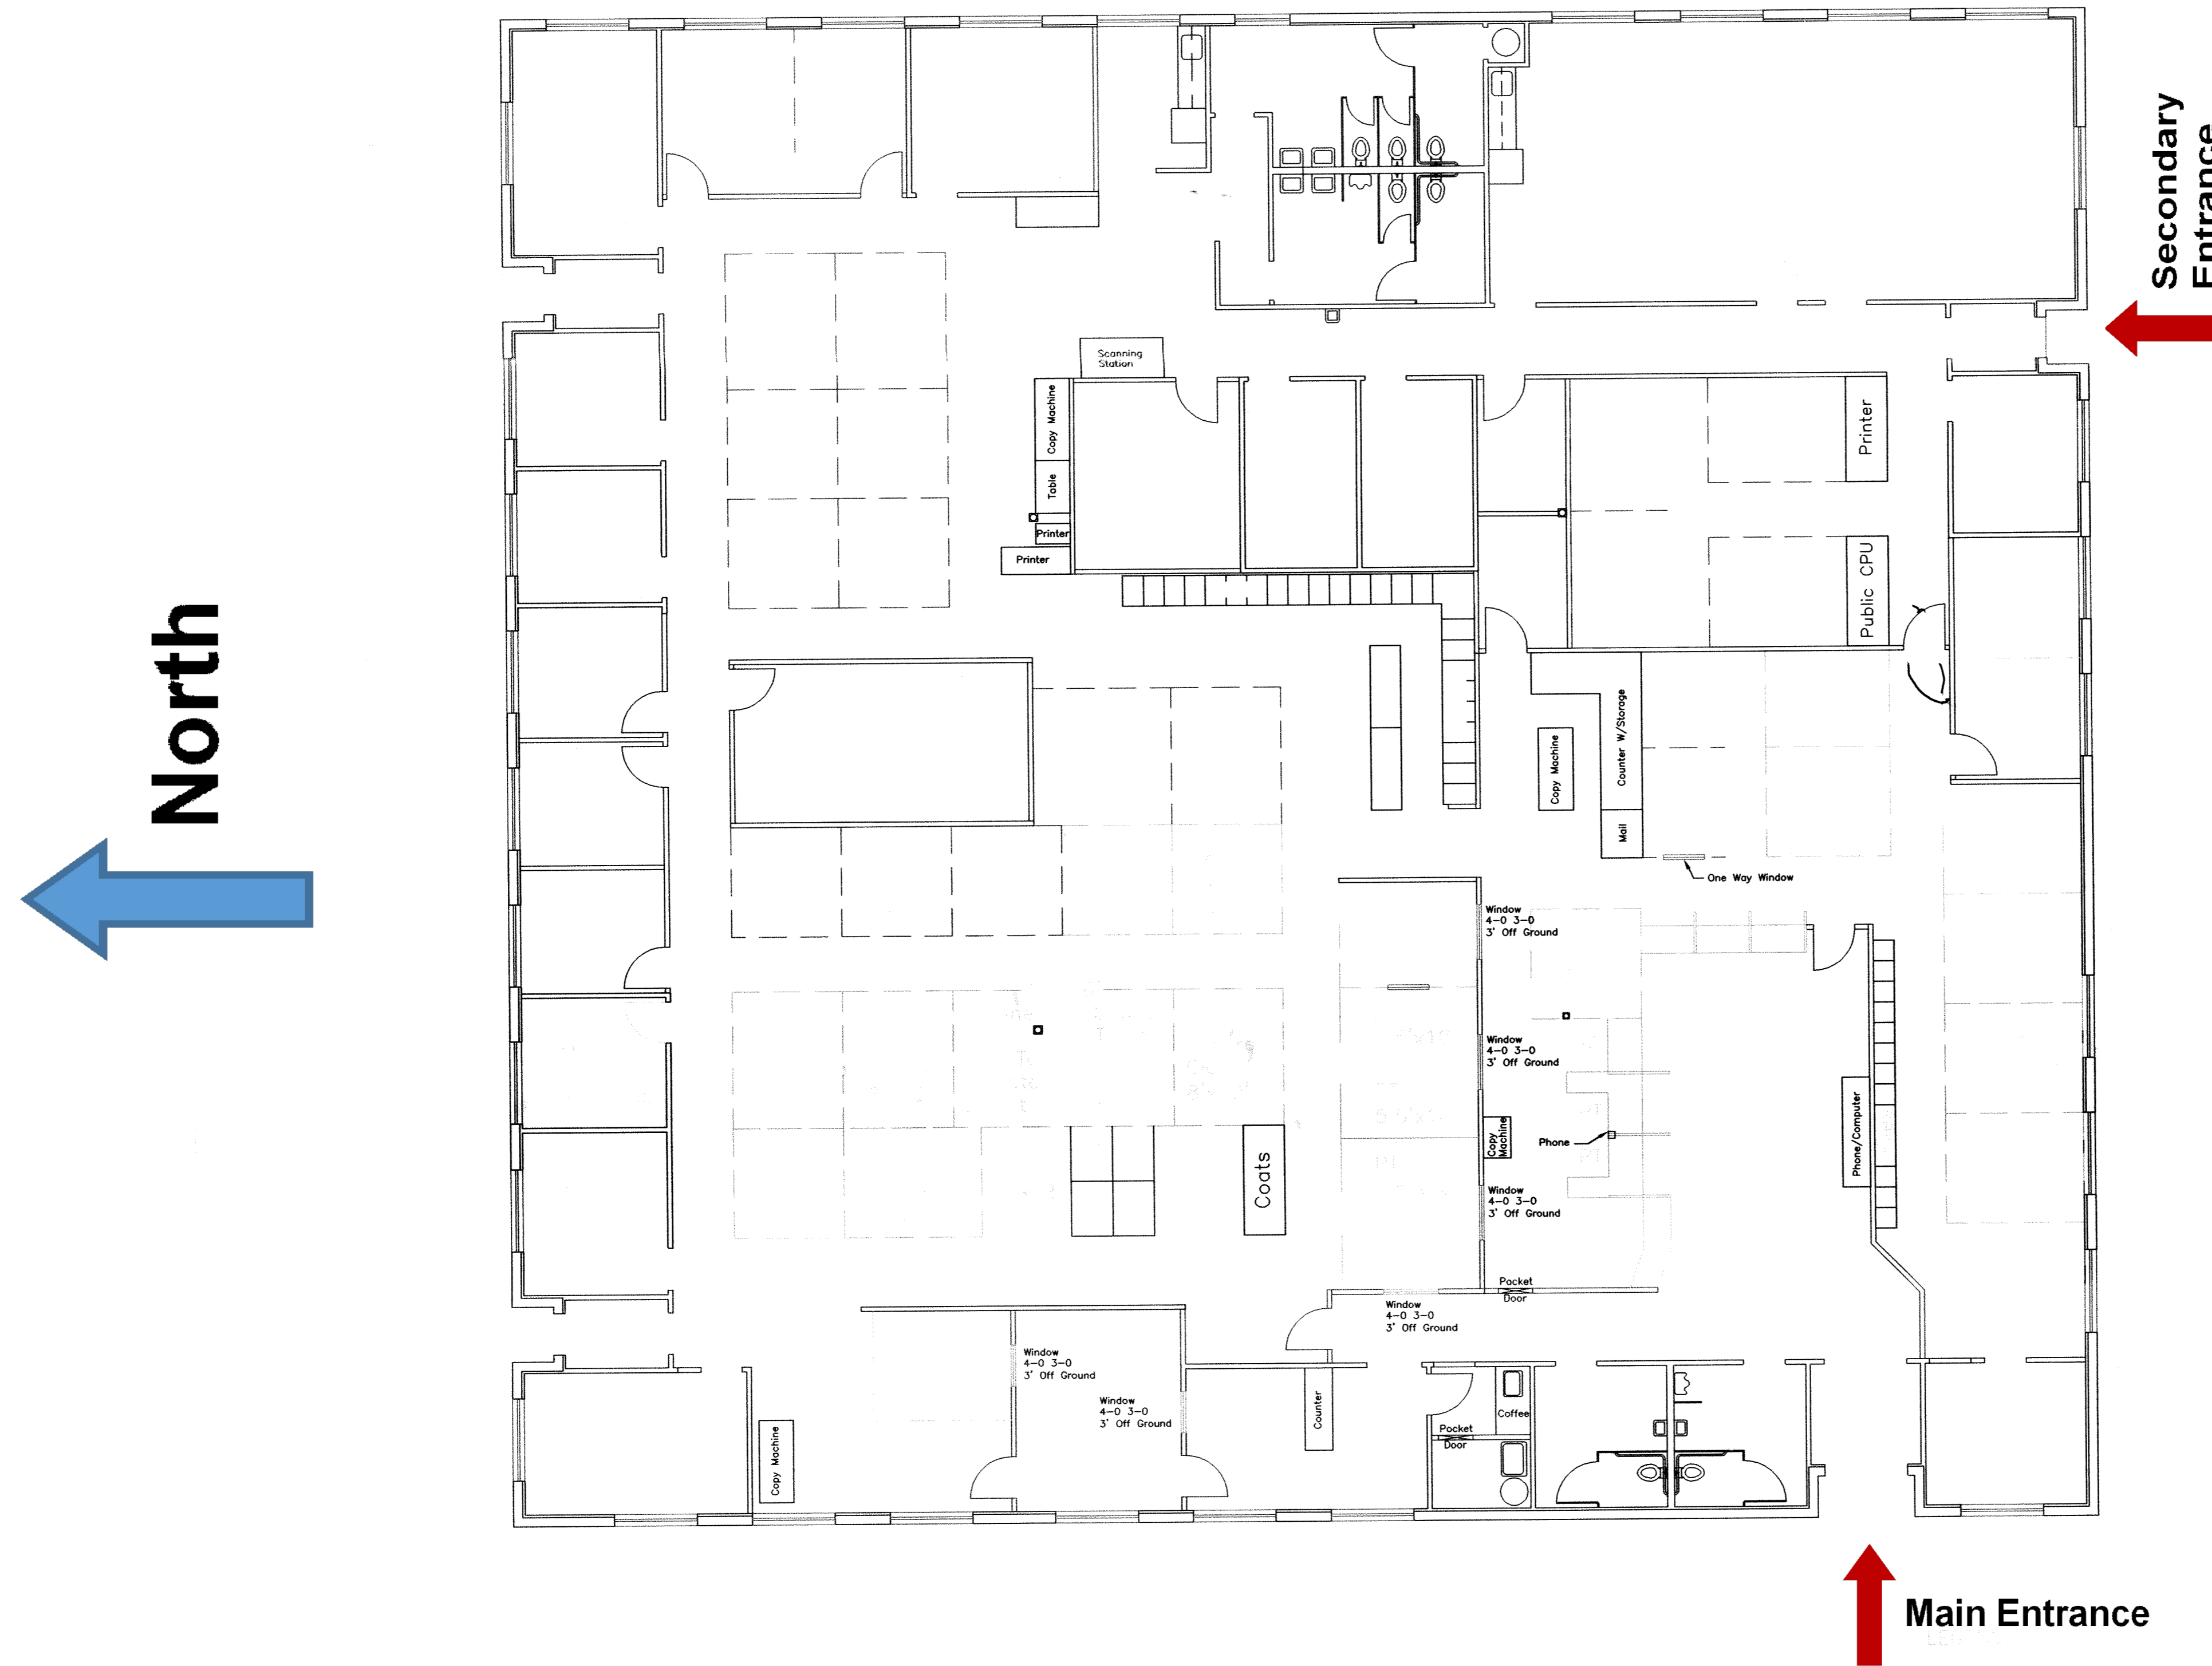 Secondary
Entrance
Scanning
Station
Copy Machine
Table
Printer
Printer
Printer
Public CPU
North
Counter W/Storage
Copy Machine
Mail
One Way Window
Window
4-0 3-0
3' Off Ground
Window
4-0 3-0
3' Off Ground
Copy
Machine
Phone
Phone/Computer
Coats
Window
4-0 3-0
3' Off Ground
Pocket
Door
Window
4-0 3-0
3' Off Ground
Window
4-0 3-0
3' Off Ground
Window
4-0 3-0
3' Off Ground
Counter
Coffee
Pocket
Door
Copy Machine
Main Entrance